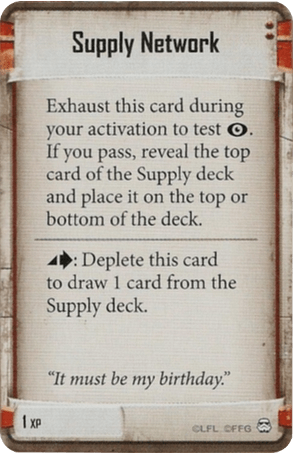 Supply Network
Exhaust this card during
your activation to test .
If you pass, reveal the top
card of the Supply deck
and place it on the top or
bottom of the deck.
: Deplete this card
to draw 1 card from the
Supply deck.
“It must be my birthday.”
1 XP
©LFL ©FFG